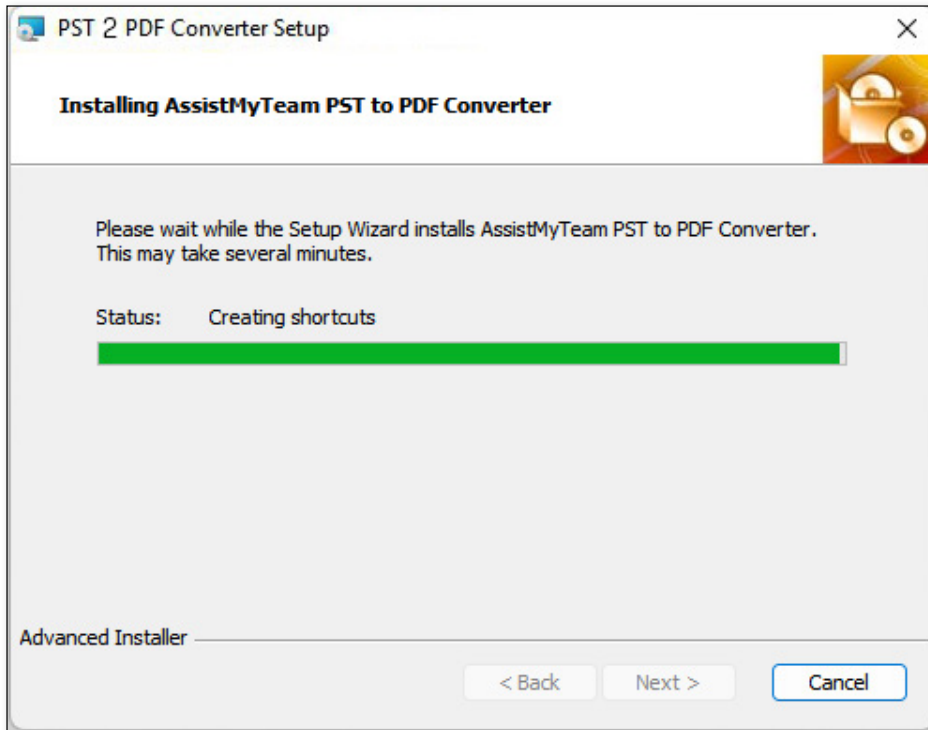 PST 2 PDF Converter Setup
Installing AssistMyTeam PST to PDF Converter
Please wait while the Setup Wizard installs AssistMyTeam PST to PDF Converter.
This may take several minutes.
Status: Creating shortcuts
Advanced Installer
< Back Next > Cancel